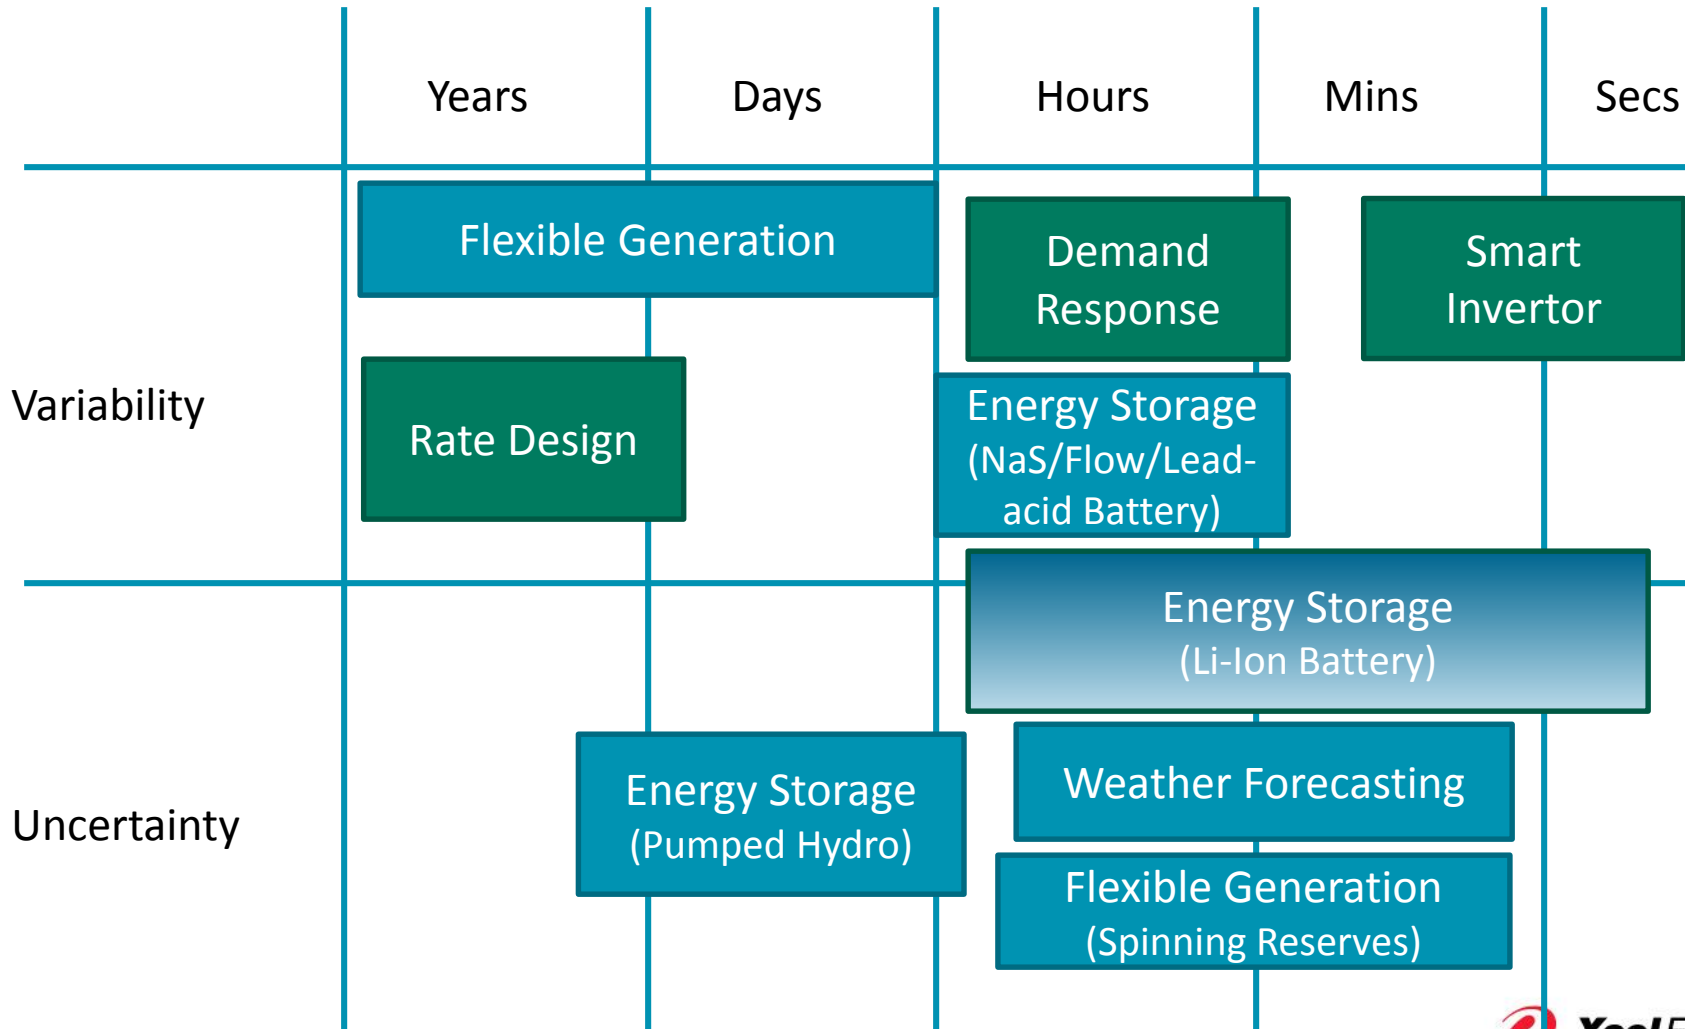 Years Days Hours Mins Secs
Flexible Generation
Demand
Response
Smart
Invertor
Variability
Rate Design
Energy Storage
(NaS/Flow/Lead-
acid Battery)
Energy Storage
(Li-Ion Battery)
Uncertainty
Energy Storage
(Pumped Hydro)
Weather Forecasting
Flexible Generation
(Spinning Reserves)